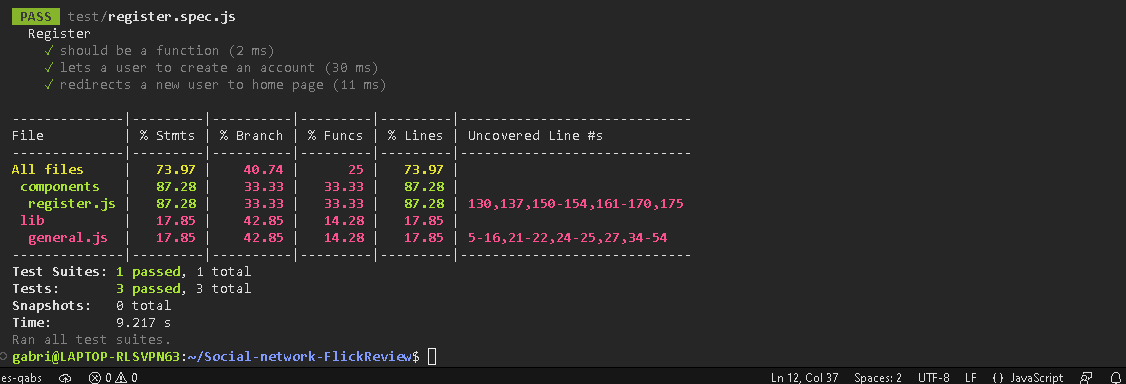 PASS test/register.spec.js
Register
✓ should be a function (2 ms)
✓ lets a user to create an account (30 ms)
✓ redirects a new user to home page (11 ms)
--------------|---------|----------|---------|---------|---------------------------
File | % Stmts | % Branch | % Funcs | % Lines | Uncovered Line #s
--------------|---------|----------|---------|---------|---------------------------
All files | 73.97 | 40.74 | 25 | 73.97 |
components | 87.28 | 33.33 | 33.33 | 87.28 |
register.js | 87.28 | 33.33 | 33.33 | 87.28 | 130,137,150-154,161-170,175
lib | 17.85 | 42.85 | 14.28 | 17.85 |
general.js | 17.85 | 42.85 | 14.28 | 17.85 | 5-16,21-22,24-25,27,34-54
--------------|---------|----------|---------|---------|---------------------------
Test Suites: 1 passed, 1 total
Tests: 3 passed, 3 total
Snapshots: 0 total
Time: 9.217 s
Ran all test suites.
gabri@LAPTOP-RLSVPN63:~/Social-network-FlickReview$
es-qabs 0 0 Ln 12, Col 37 Spaces: 2 UTF-8 LF {} JavaScript